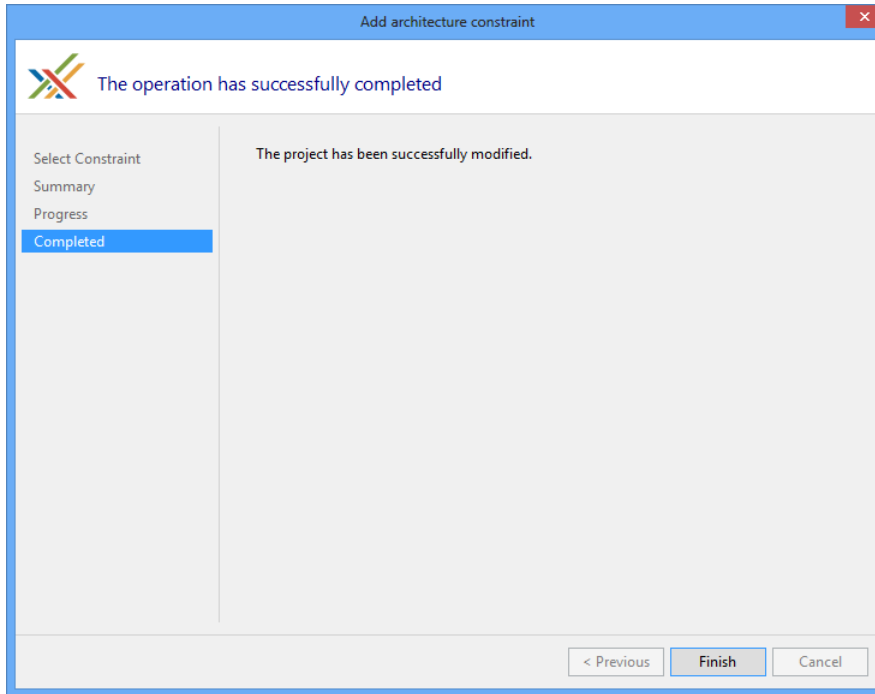 Add architecture constraint
The operation has successfully completed
Select Constraint
Summary
Progress
Completed
The project has been successfully modified.
< Previous
Finish
Cancel